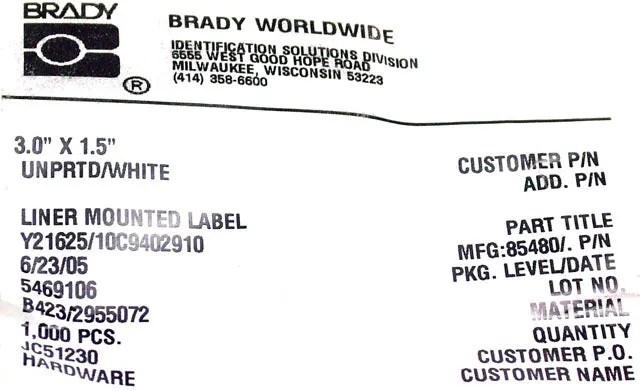 BRADY
®
BRADY WORLDWIDE
IDENTIFICATION SOLUTIONS DIVISION
6555 WEST GOOD HOPE ROAD
MILWAUKEE, WISCONSIN 53223
(414) 358-6600
3.0" X 1.5"
UNPRTD/WHITE
LINER MOUNTED LABEL
Y21625/10C9402910
6/23/05
5469106
B423/2955072
1,000 PCS.
JC51230
HARDWARE
CUSTOMER P/N
ADD. P/N
PART TITLE
MFG:85480/. P/N
PKG. LEVEL/DATE
LOT NO.
MATERIAL
QUANTITY
CUSTOMER P.O.
CUSTOMER NAME